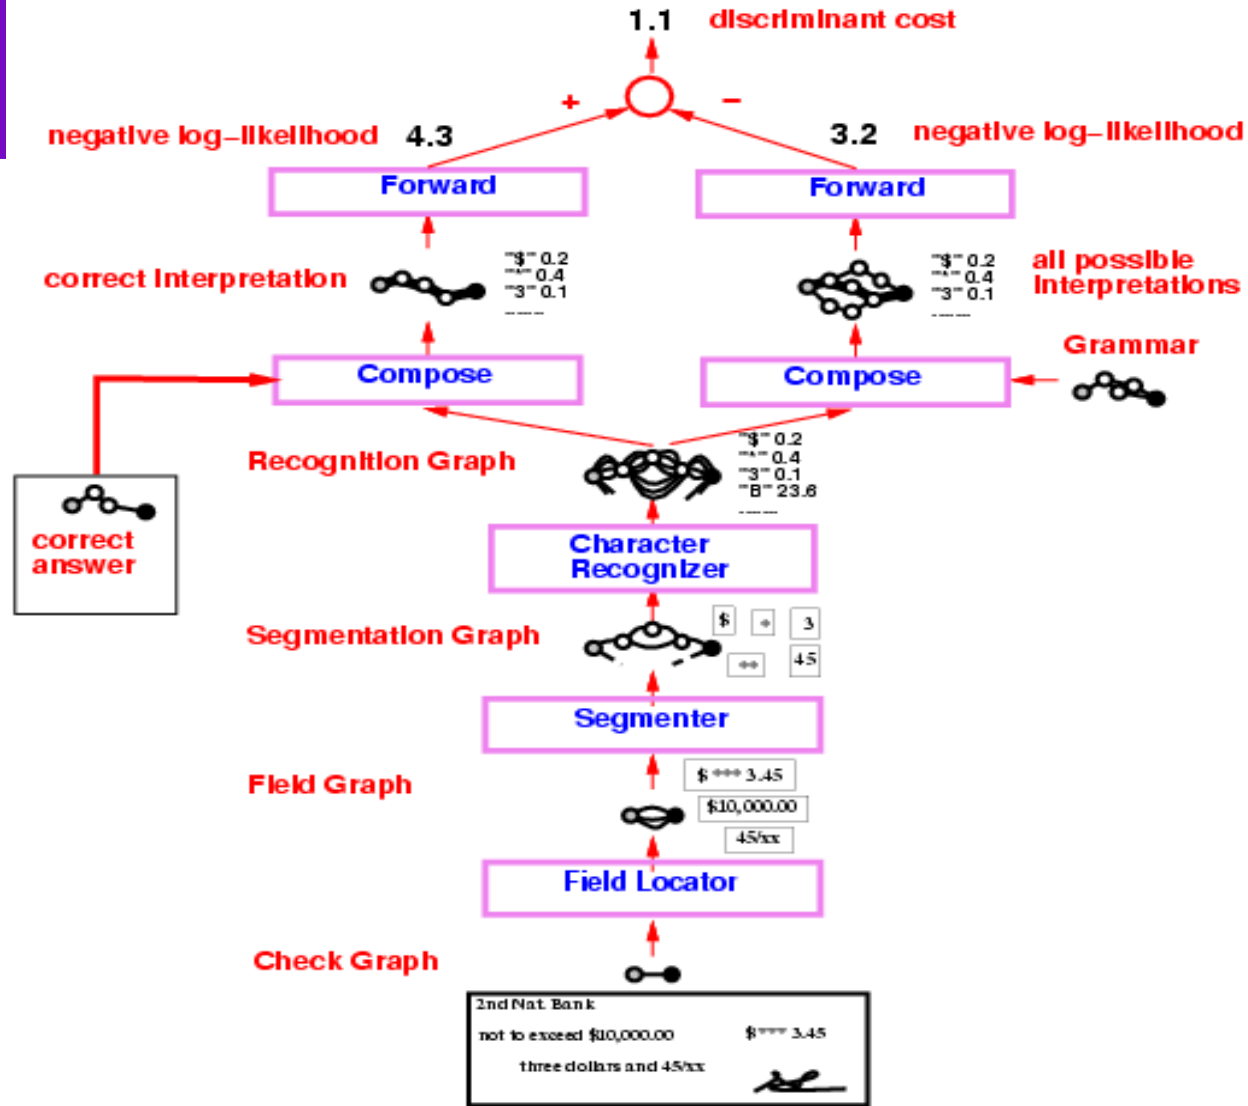 1.1 discriminant cost
+ −
negative log-likelihood 4.3
3.2 negative log-likelihood
Forward
Forward
correct Interpretation
"$" 0.2
"*" 0.4
"3" 0.1
-----
"$" 0.2
"*" 0.4
"3" 0.1
-----
all possible
Interpretations
Grammar
Compose
Compose
Recognition Graph
"$" 0.2
"*" 0.4
"3" 0.1
"B" 23.6
-----
correct
answer
Character
Recognizer
Segmentation Graph
$ * 3
** 45
Segmenter
Field Graph
$ *** 3.45
$10,000.00
45/xx
Field Locator
Check Graph
2nd Nat. Bank
not to exceed $10,000.00 $*** 3.45
three dollars and 45/xx